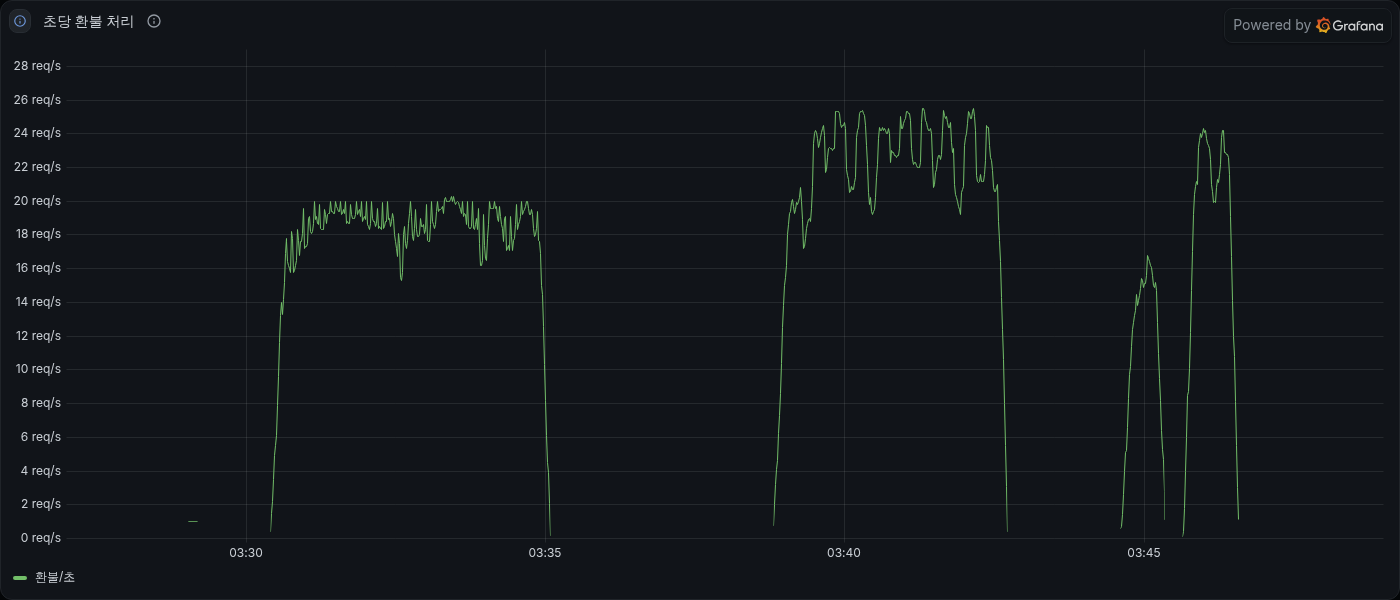 초당 환불 처리
Powered by Grafana
28 req/s
26 req/s
24 req/s
22 req/s
20 req/s
18 req/s
16 req/s
14 req/s
12 req/s
10 req/s
8 req/s
6 req/s
4 req/s
2 req/s
0 req/s
03:30 03:35 03:40 03:45
환불/초